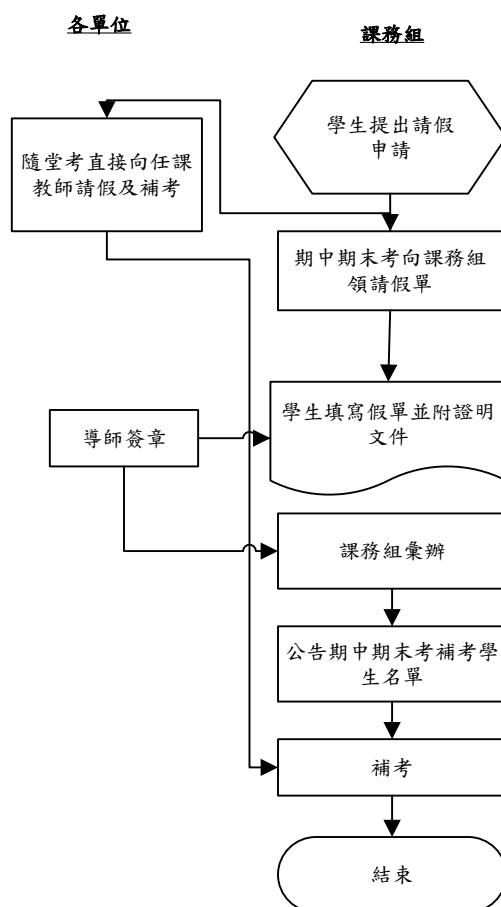 各單位
課務組
學生提出請假
申請
隨堂考直接向任課
教師請假及補考
期中期末考向課務組
領請假單
學生填寫假單並附證明
文件
導師簽章
課務組彙辦
公告期中期末考補考學
生名單
補考
結束